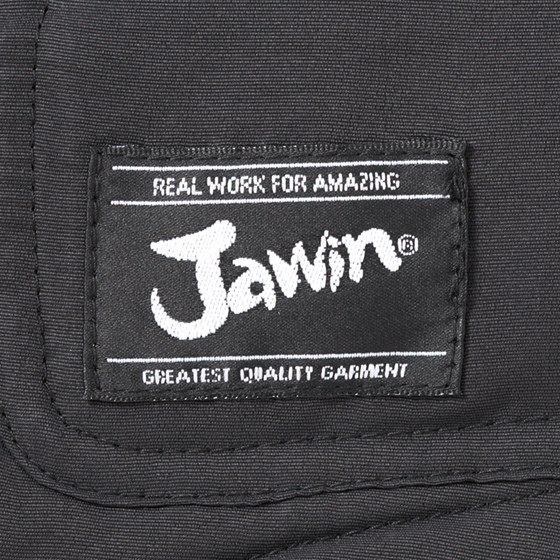 REAL WORK FOR AMAZING
Jawin®
GREATEST QUALITY GARMENT